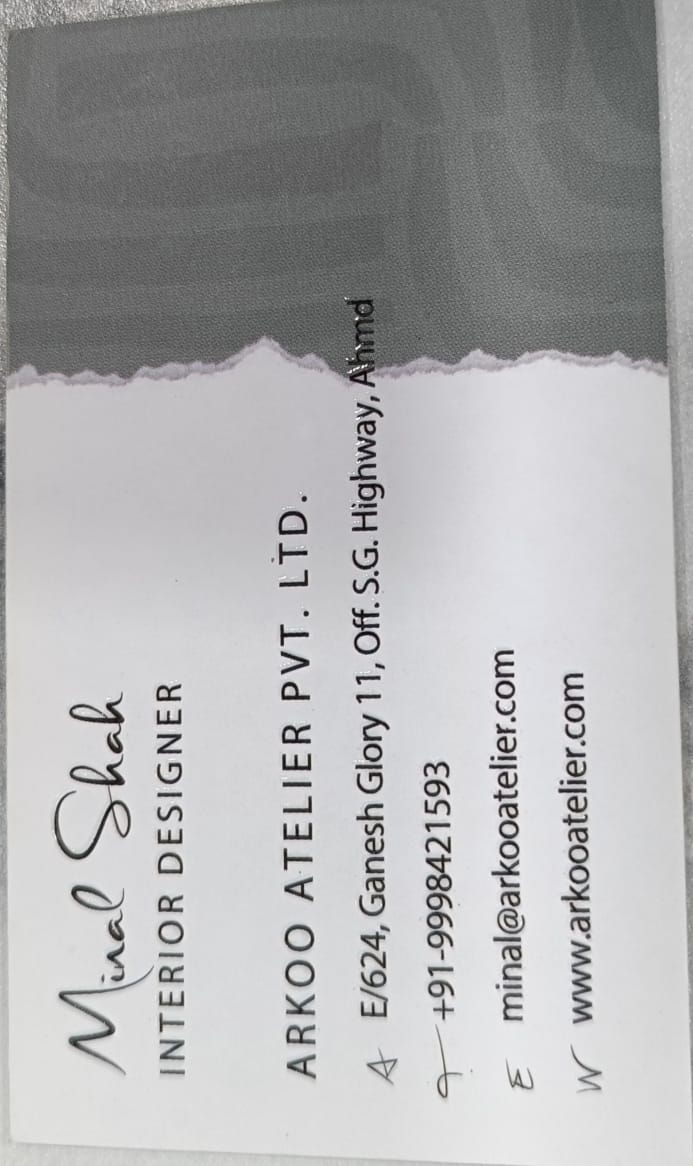 Minal Shah
INTERIOR DESIGNER
ARKOO ATELIER PVT. LTD.
A E/624, Ganesh Glory 11, Off. S.G. Highway, Ahmd
T +91-9998421593
E minal@arkooatelier.com
W www.arkooatelier.com